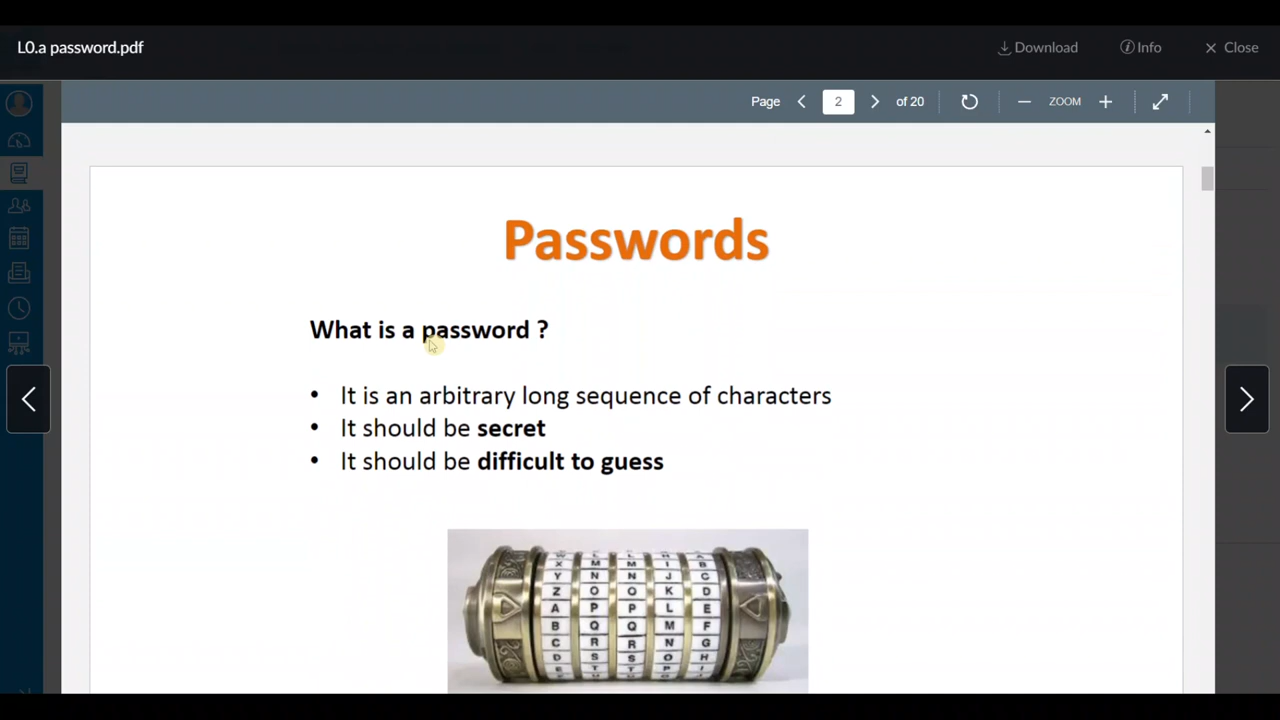 L0.a password.pdf
Download
Info
Close
Page
2
of 20
ZOOM
Passwords
What is a password ?
• It is an arbitrary long sequence of characters
• It should be secret
• It should be difficult to guess
X M M I B
Y N N J C
Z O O K D
A P P L E
B Q Q M F
C R R N G
D S S O H